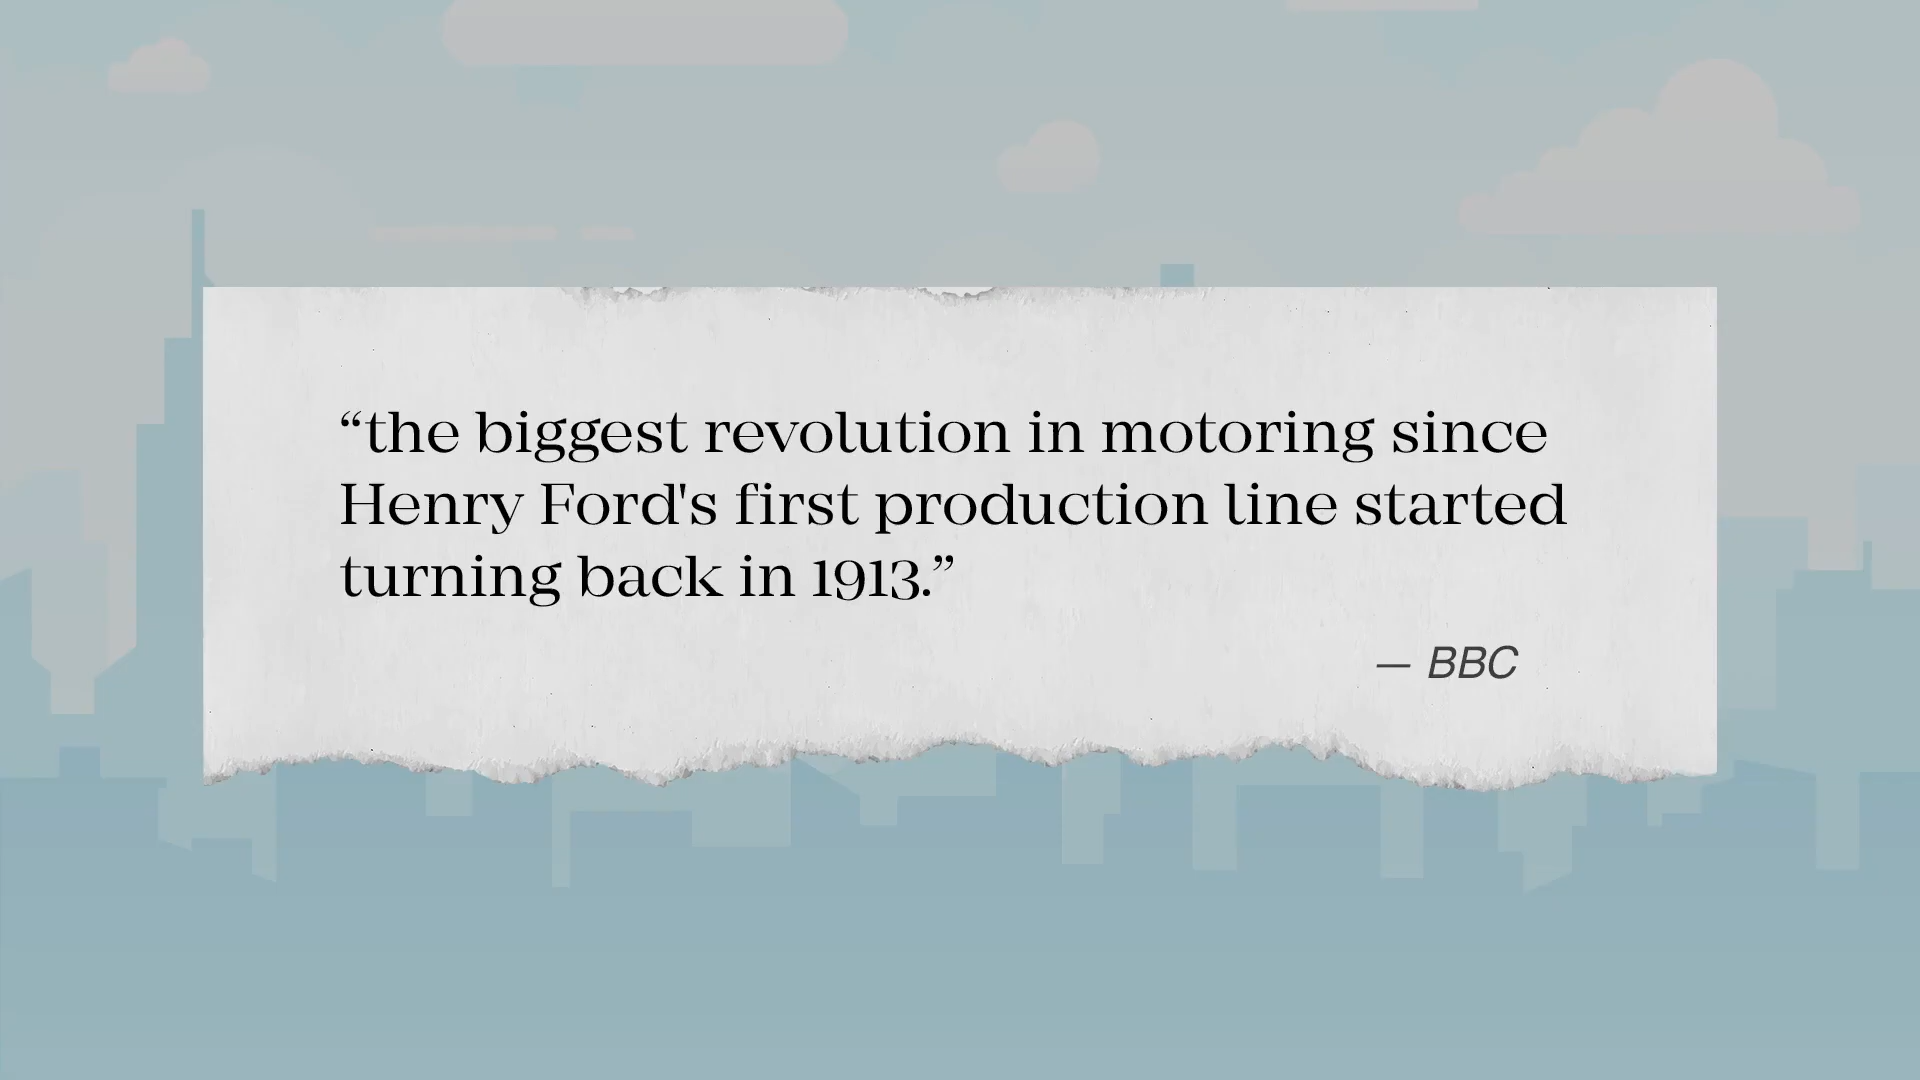 “the biggest revolution in motoring since
Henry Ford's first production line started
turning back in 1913.”
— BBC